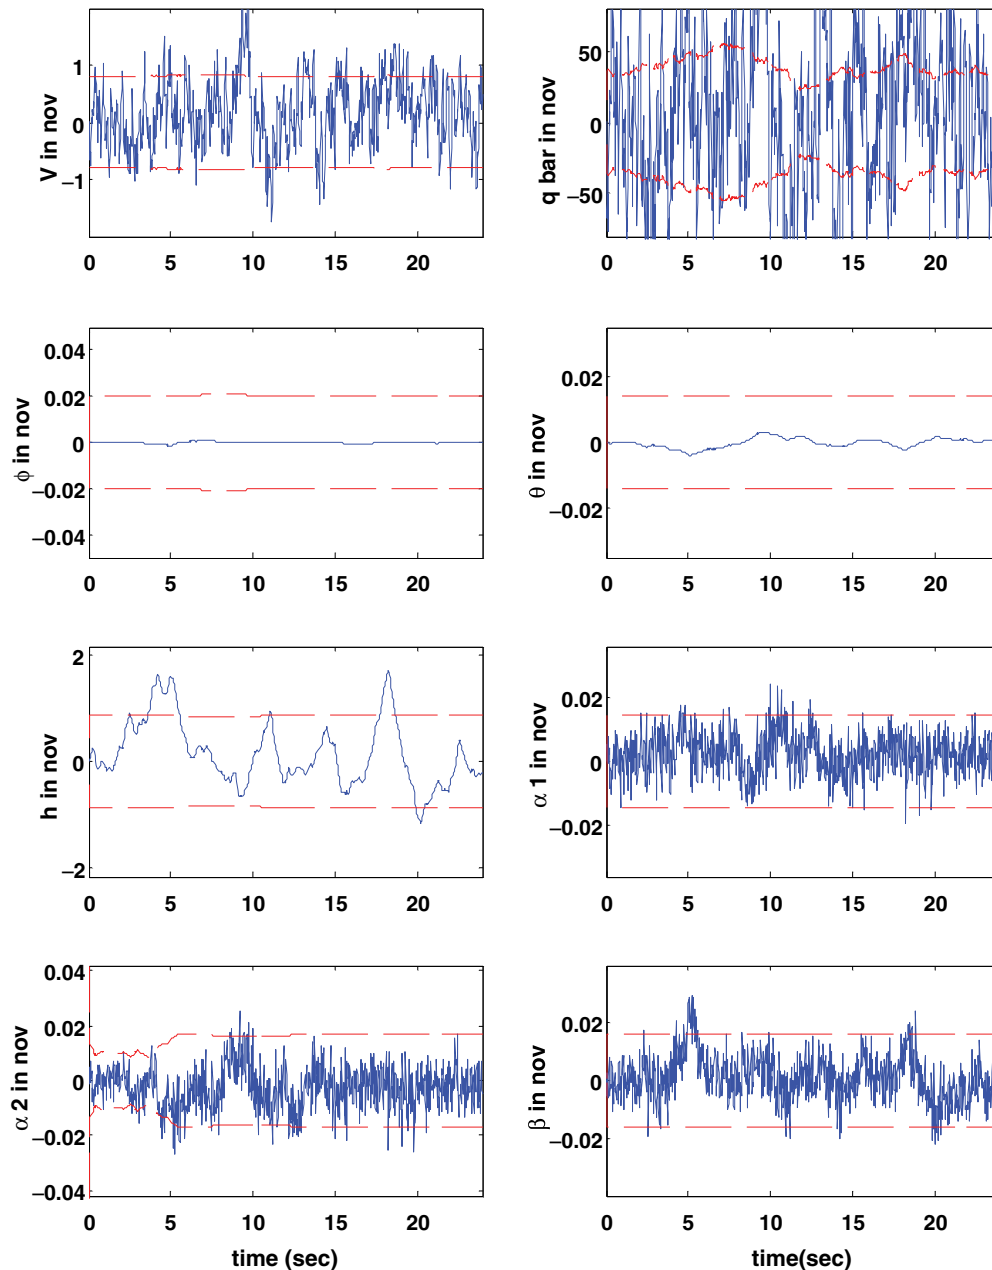 V in nov
1
0
−1
0 5 10 15 20
q bar in nov
50
0
−50
0 5 10 15 20
ϕ in nov
0.04
0.02
0
−0.02
−0.04
0 5 10 15 20
θ in nov
0.02
0
−0.02
0 5 10 15 20
h in nov
2
0
−2
0 5 10 15 20
α 1 in nov
0.02
0
−0.02
0 5 10 15 20
α 2 in nov
0.04
0.02
0
−0.02
−0.04
0 5 10 15 20
time (sec)
β in nov
0.02
0
−0.02
0 5 10 15 20
time(sec)